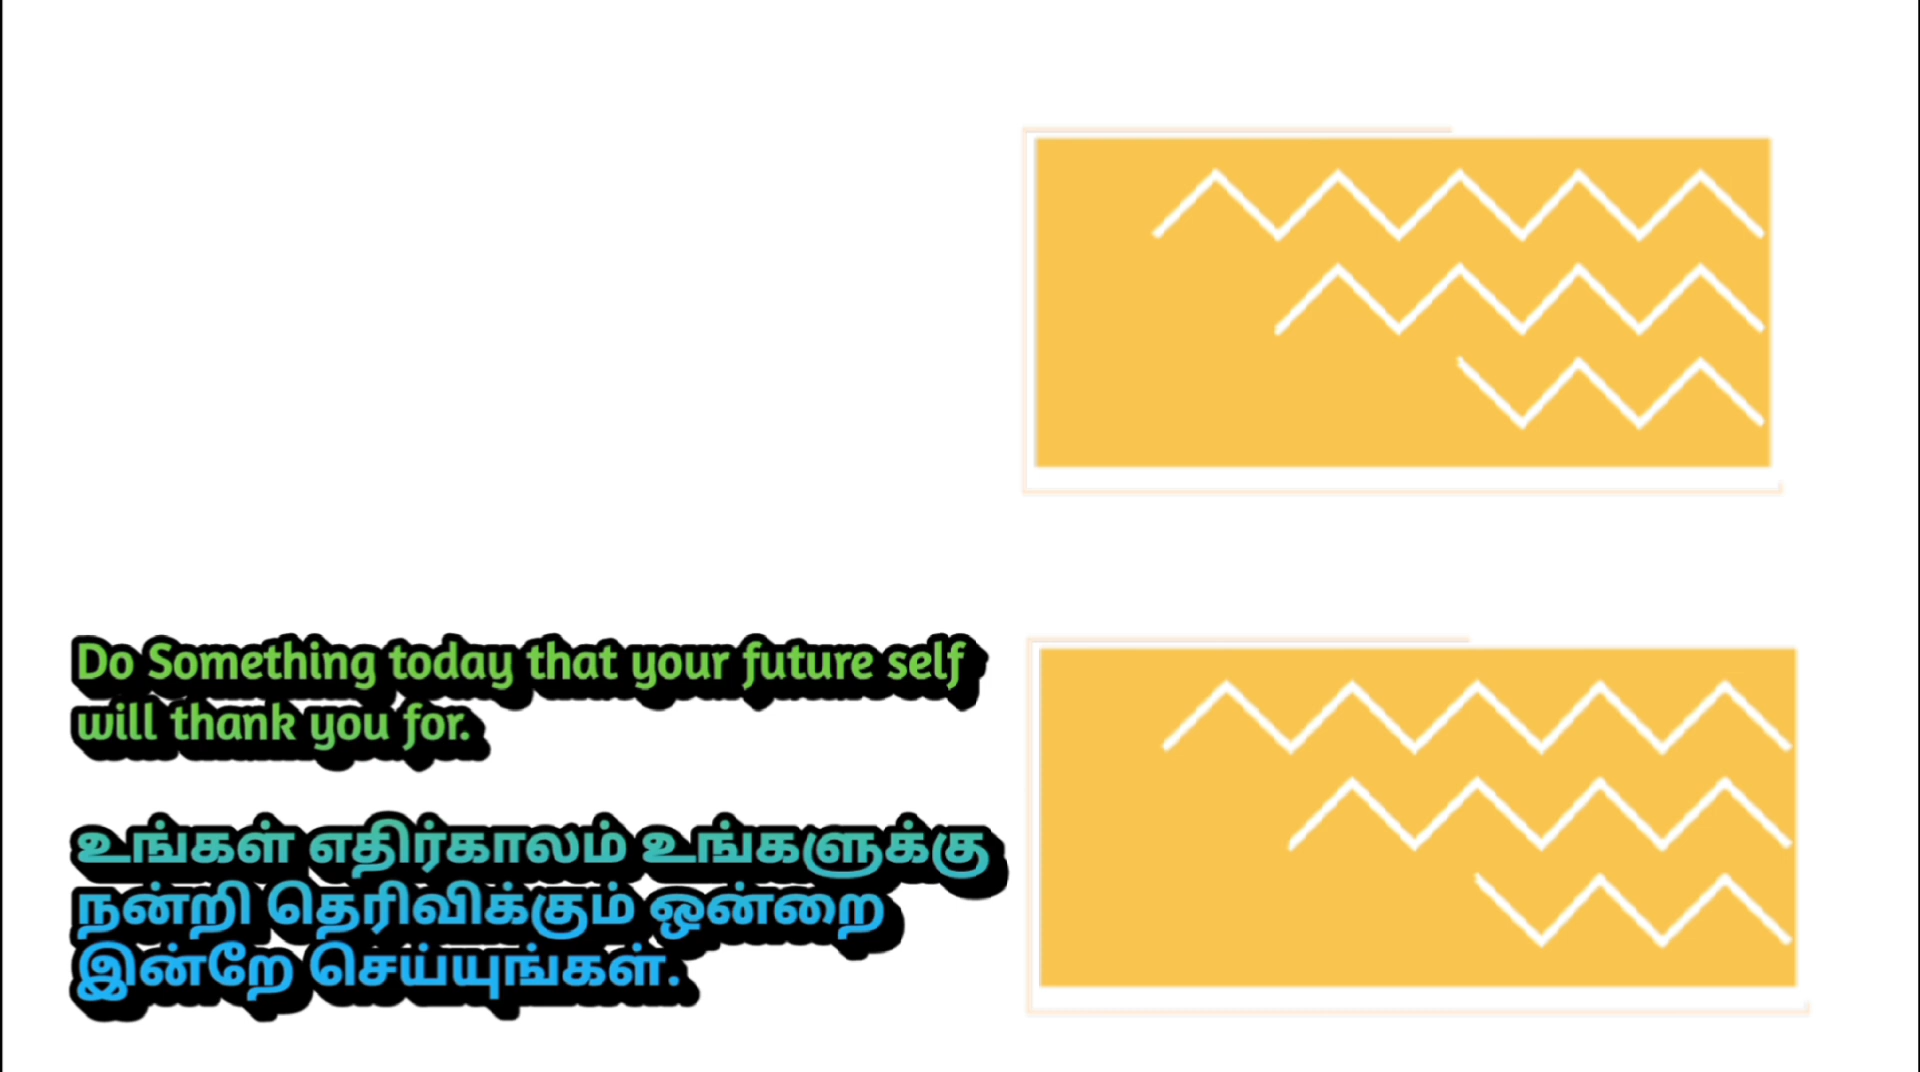 Do Something today that your future self
will thank you for.
உங்கள் எதிர்காலம் உங்களுக்கு
நன்றி தெரிவிக்கும் ஒன்றை
இன்றே செய்யுங்கள்.